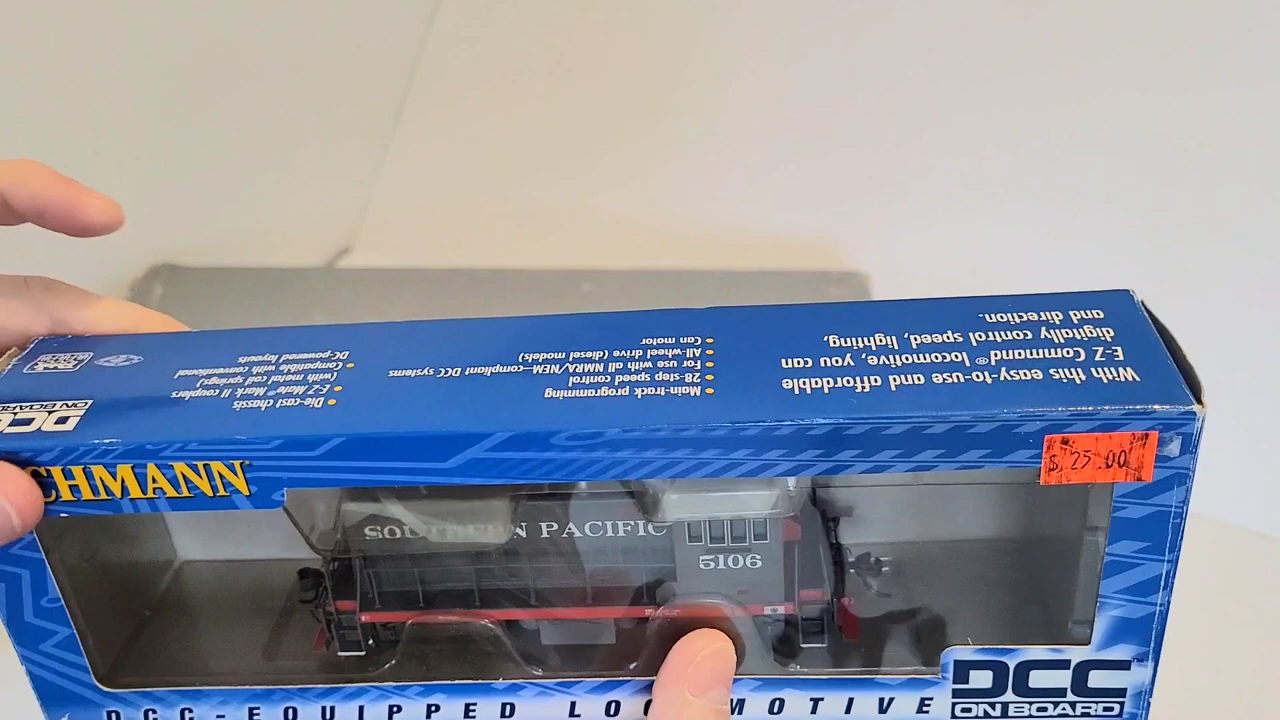 With this easy-to-use and affordable
E-Z Command® locomotive, you can
digitally control speed, lighting,
and direction.
• Main-track programming
• 28-step speed control
• For use with all NMRA/NEM-compliant DCC systems
• All-wheel drive (diesel models)
• Can motor
• Die-cast chassis
• E-Z Mate® Mark II couplers
(with metal coil springs)
• Compatible with conventional
DC-powered layouts
DCC
ON BOARD
CHMANN
$ 25.00
SOUTHERN PACIFIC
5106
DCC
ON BOARD
DCC-EQUIPPED LOCOMOTIVE